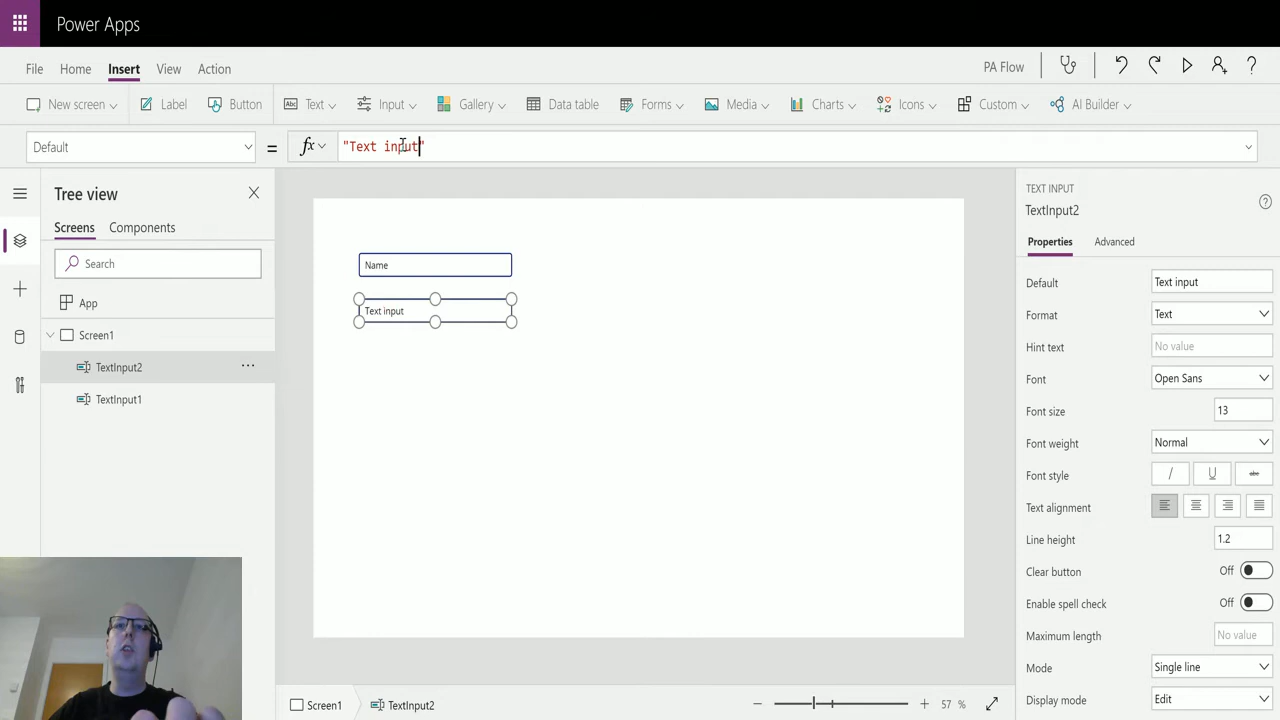 Power Apps
File Home Insert View Action PA Flow
New screen Label Button Text Input Gallery Data table Forms Media Charts Icons Custom AI Builder
Default = fx "Text input"
Tree view
Screens Components
Search
App
Screen1
TextInput2
TextInput1
Name
Text input
TEXT INPUT
TextInput2
Properties Advanced
Default Text input
Format Text
Hint text No value
Font Open Sans
Font size 13
Font weight Normal
Font style / U abc
Text alignment
Line height 1.2
Clear button Off
Enable spell check Off
Maximum length No value
Mode Single line
Display mode Edit
Screen1 TextInput2 57 %